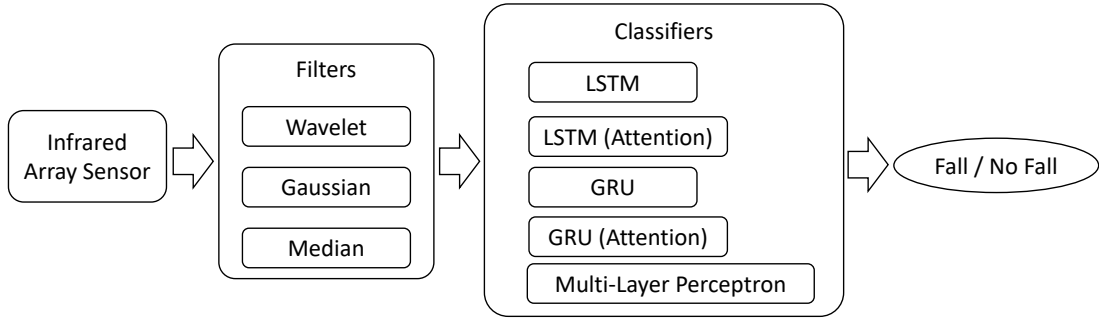 Infrared
Array Sensor
Filters
Wavelet
Gaussian
Median
Classifiers
LSTM
LSTM (Attention)
GRU
GRU (Attention)
Multi-Layer Perceptron
Fall / No Fall